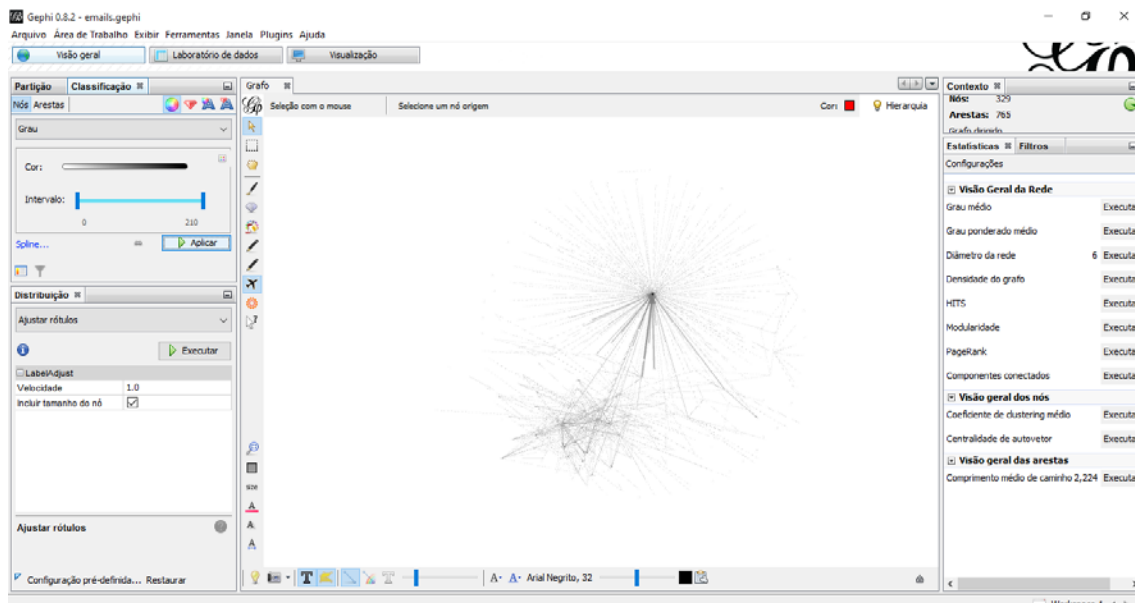 Gephi 0.8.2 - emails.gephi
Arquivo Área de Trabalho Exibir Ferramentas Janela Plugins Ajuda
Visão geral Laboratório de dados Visualização
Partição Classificação
Nós Arestas
Grau
Cor:
Intervalo:
0 210
Spline... Aplicar
Distribuição
Ajustar rótulos
Executar
LabelAdjust
Velocidade 1.0
Incluir tamanho do nó
Ajustar rótulos
Configuração pré-definida... Restaurar
Grafo
Seleção com o mouse Selecione um nó origem Cor: Hierarquia
SIZE
A
A
A
T T A- A- Arial Negrito, 32
Contexto
Nós: 329
Arestas: 765
Grafo dirigido
Estatísticas Filtros
Configurações
Visão Geral da Rede
Grau médio Executa
Grau ponderado médio Executa
Diâmetro da rede 6 Executa
Densidade do grafo Executa
HITS Executa
Modularidade Executa
PageRank Executa
Componentes conectados Executa
Visão geral dos nós
Coeficiente de clustering médio Executa
Centralidade de autovetor Executa
Visão geral das arestas
Comprimento médio de caminho 2,224 Executa